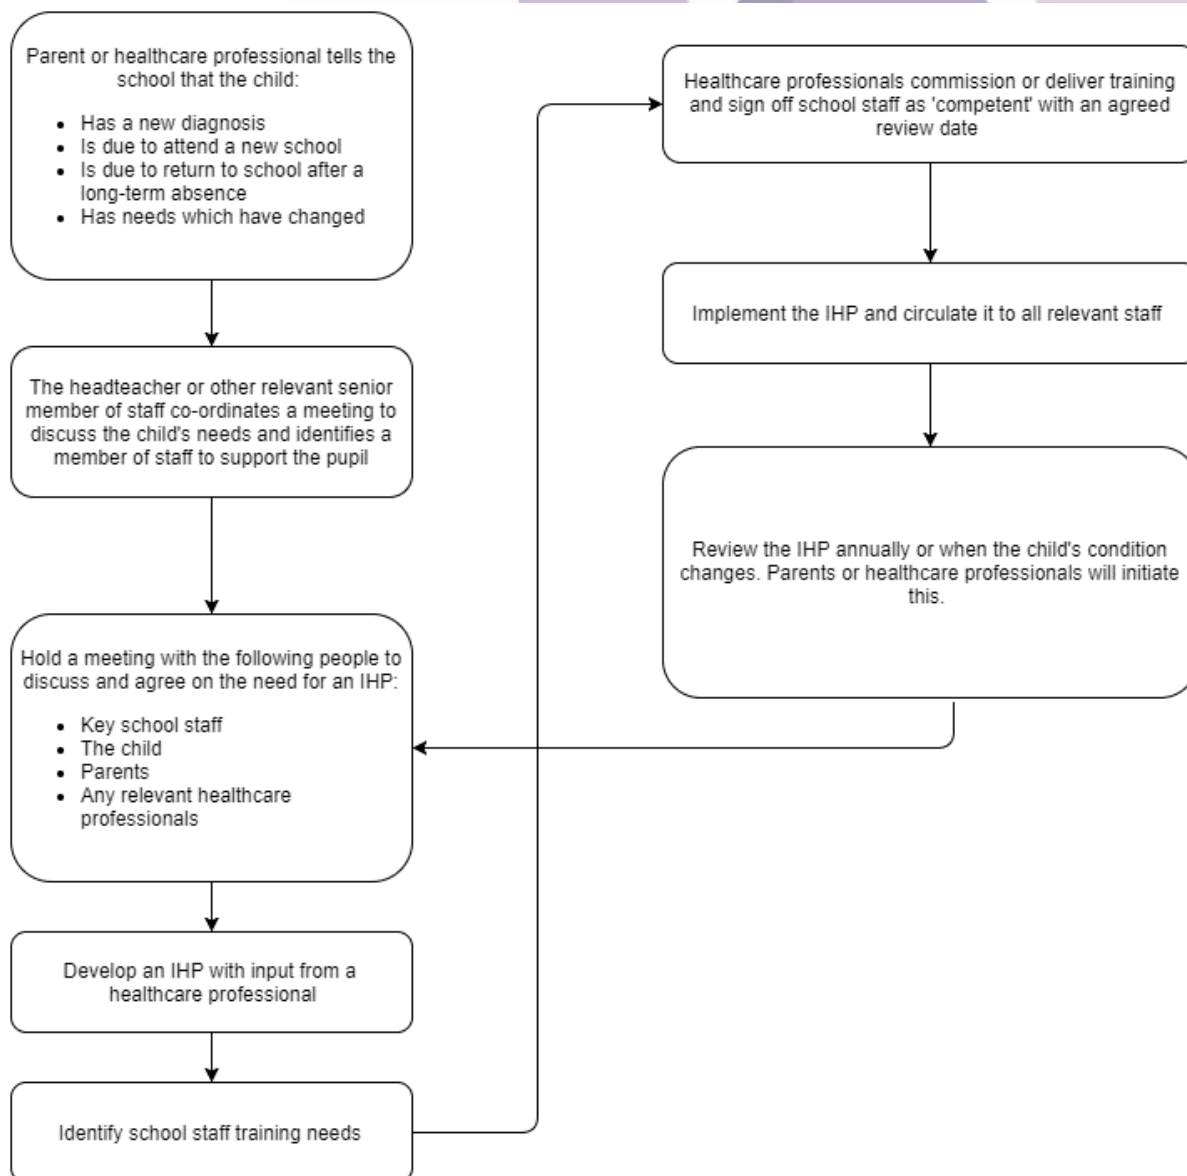 Parent or healthcare professional tells the
school that the child:
• Has a new diagnosis
• Is due to attend a new school
• Is due to return to school after a
long-term absence
• Has needs which have changed
The headteacher or other relevant senior
member of staff co-ordinates a meeting to
discuss the child's needs and identifies a
member of staff to support the pupil
Hold a meeting with the following people to
discuss and agree on the need for an IHP:
• Key school staff
• The child
• Parents
• Any relevant healthcare
professionals
Develop an IHP with input from a
healthcare professional
Identify school staff training needs
Healthcare professionals commission or deliver training
and sign off school staff as 'competent' with an agreed
review date
Implement the IHP and circulate it to all relevant staff
Review the IHP annually or when the child's condition
changes. Parents or healthcare professionals will initiate
this.